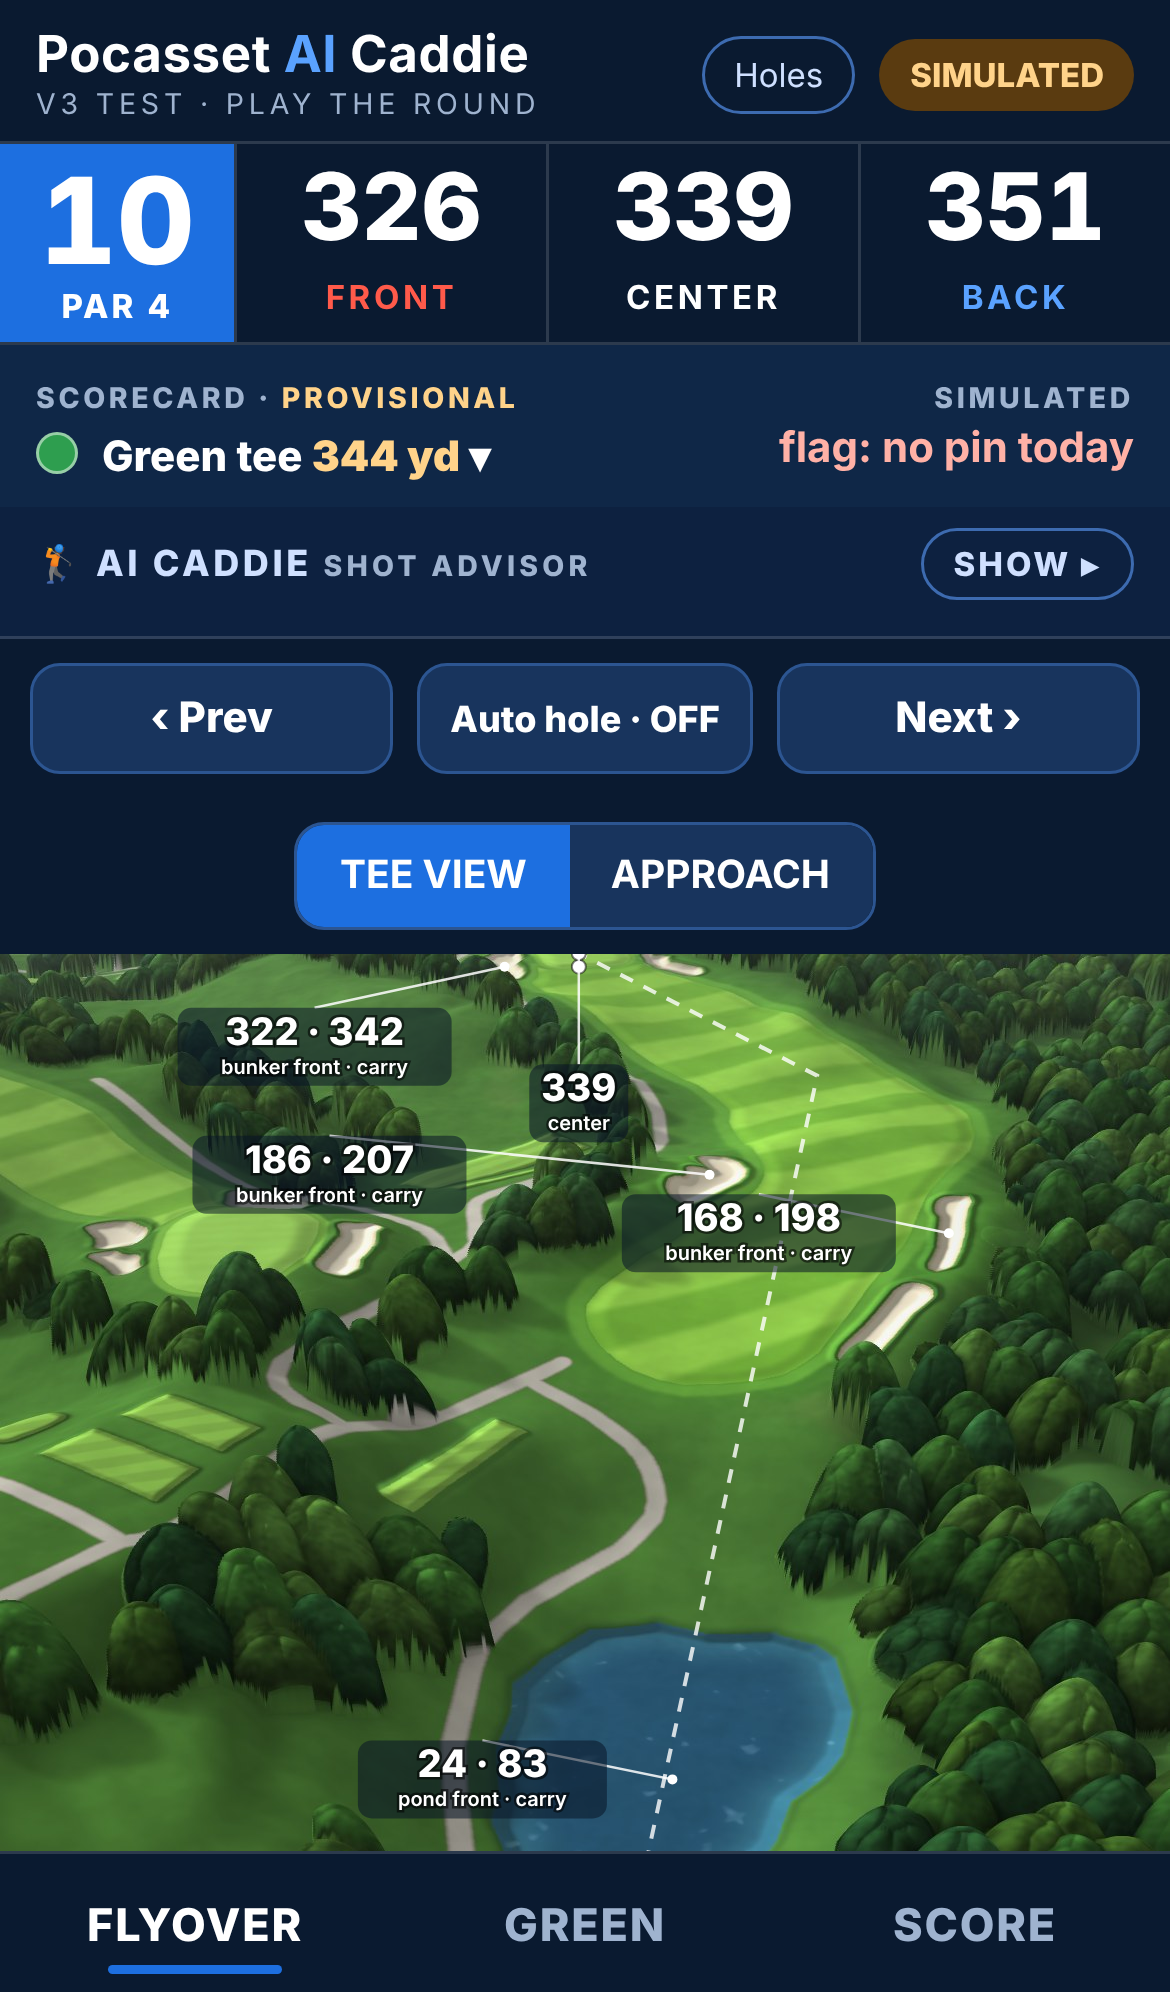 Pocasset AI Caddie
V3 TEST · PLAY THE ROUND
Holes
SIMULATED
10
PAR 4
326
FRONT
339
CENTER
351
BACK
SCORECARD · PROVISIONAL
Green tee 344 yd ▼
SIMULATED
flag: no pin today
AI CADDIE SHOT ADVISOR
SHOW ▸
‹ Prev
Auto hole · OFF
Next ›
TEE VIEW
APPROACH
322 · 342
bunker front · carry
339
center
186 · 207
bunker front · carry
168 · 198
bunker front · carry
24 · 83
pond front · carry
FLYOVER
GREEN
SCORE